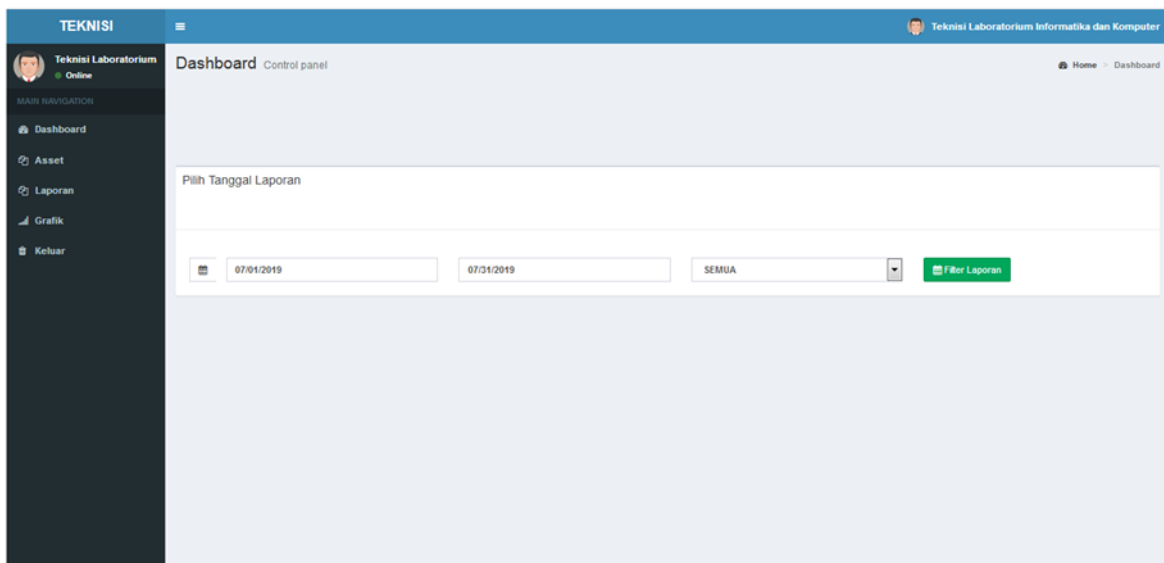 TEKNISI
Teknisi Laboratorium Informatika dan Komputer
Teknisi Laboratorium
Online
Dashboard Control panel
Home > Dashboard
MAIN NAVIGATION
Dashboard
Asset
Laporan
Grafik
Keluar
Pilih Tanggal Laporan
07/01/2019
07/31/2019
SEMUA
Filter Laporan